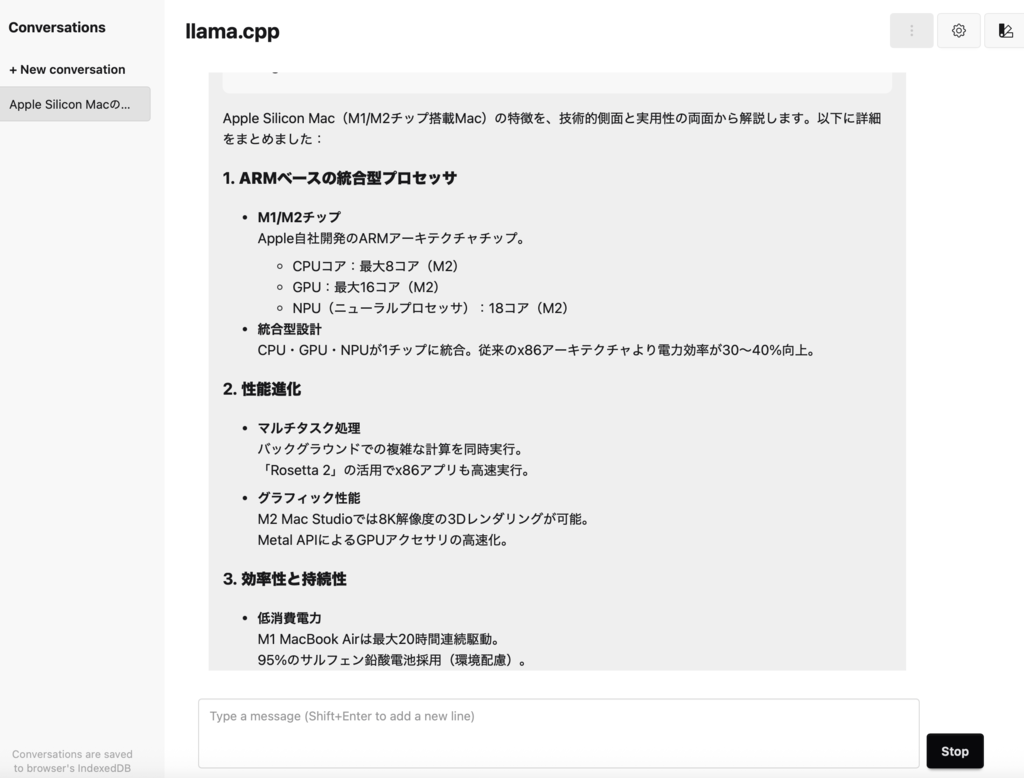 Conversations
+ New conversation
Apple Silicon Macの...
Conversations are saved
to browser's IndexedDB
llama.cpp
Apple Silicon Mac（M1/M2チップ搭載Mac）の特徴を、技術的側面と実用性の両面から解説します。以下に詳細
をまとめました：
1. ARMベースの統合型プロセッサ
• M1/M2チップ
Apple自社開発のARMアーキテクチャチップ。
◦ CPUコア：最大8コア（M2）
◦ GPU：最大16コア（M2）
◦ NPU（ニューラルプロセッサ）：18コア（M2）
• 統合型設計
CPU・GPU・NPUが1チップに統合。従来のx86アーキテクチャより電力効率が30〜40%向上。
2. 性能進化
• マルチタスク処理
バックグラウンドでの複雑な計算を同時実行。
「Rosetta 2」の活用でx86アプリも高速実行。
• グラフィック性能
M2 Mac Studioでは8K解像度の3Dレンダリングが可能。
Metal APIによるGPUアクセサリの高速化。
3. 効率性と持続性
• 低消費電力
M1 MacBook Airは最大20時間連続駆動。
95%のサルフェン鉛酸電池採用（環境配慮）。
Type a message (Shift+Enter to add a new line)
Stop